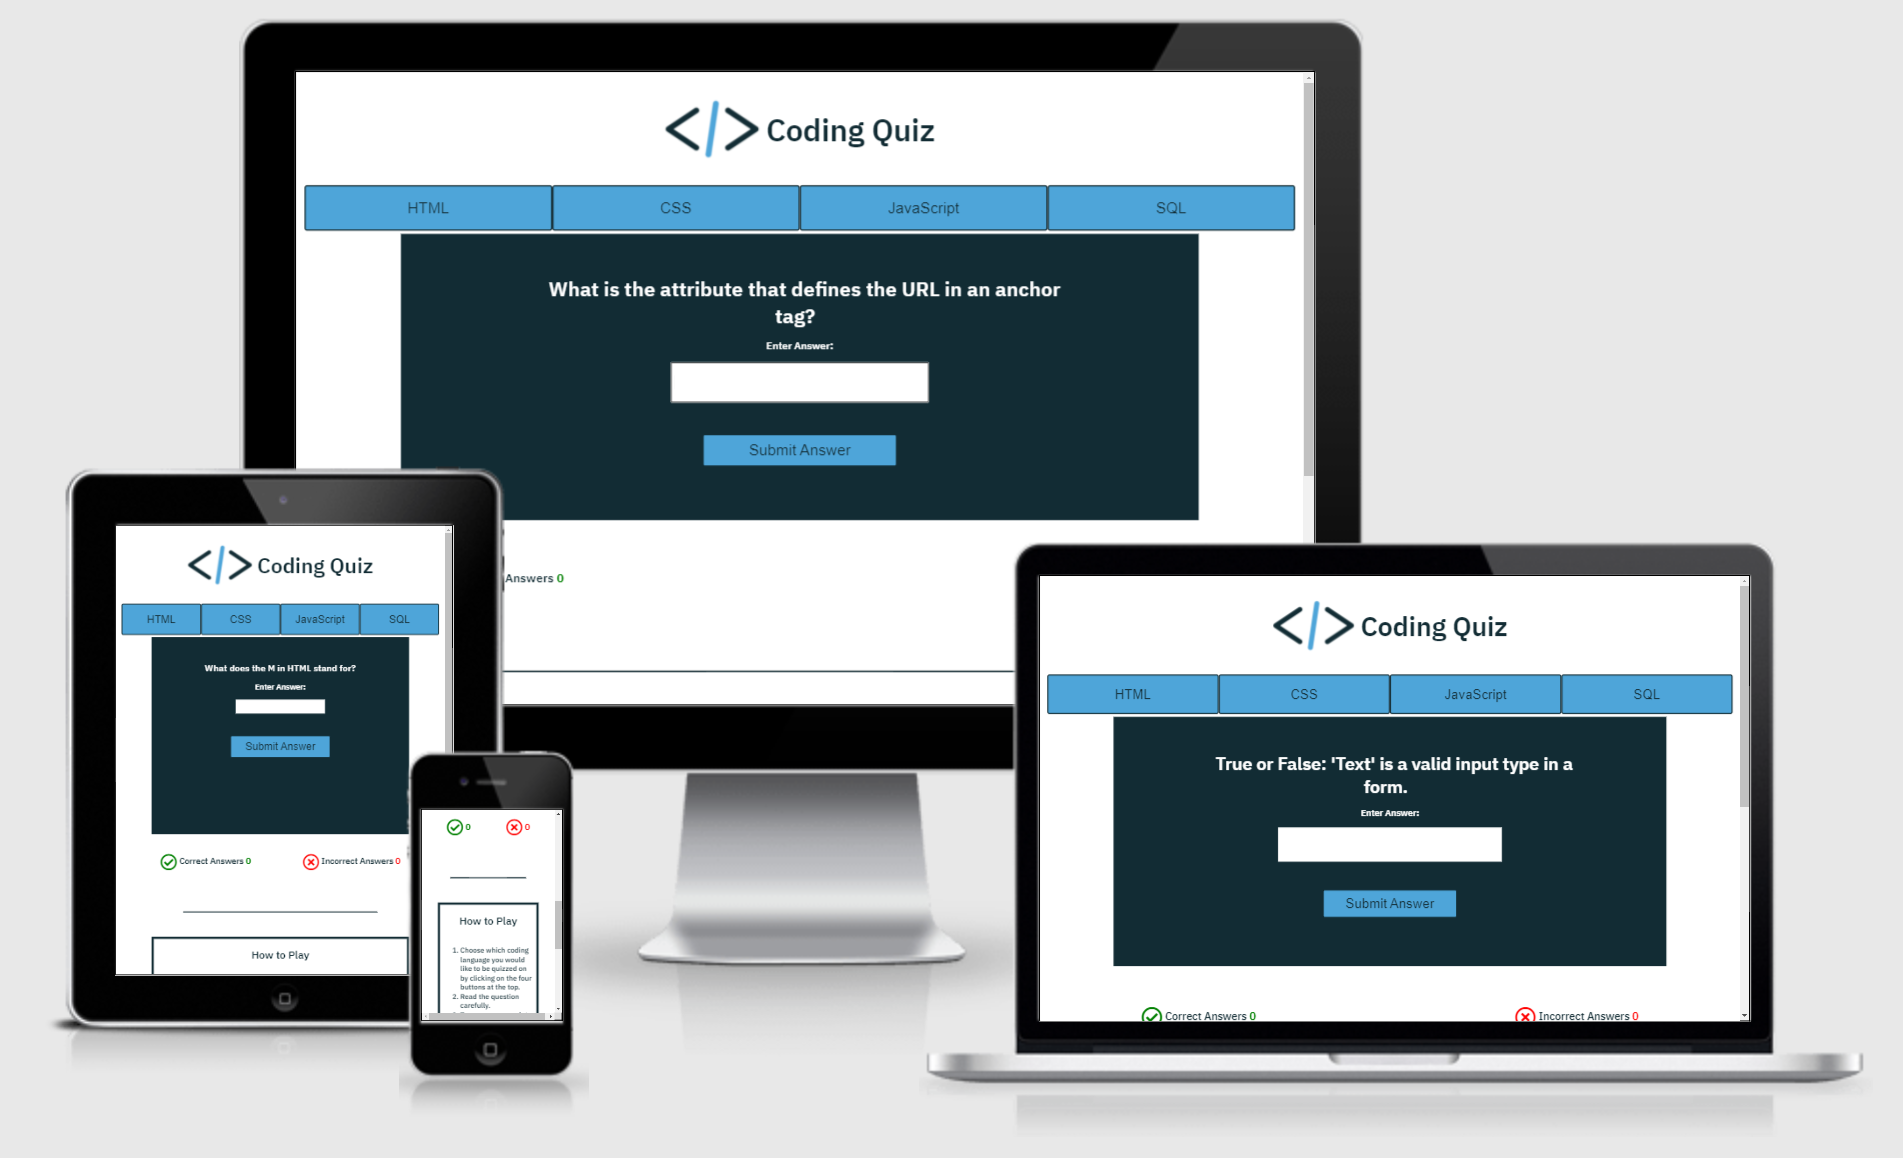 </> Coding Quiz
HTML CSS JavaScript SQL
What is the attribute that defines the URL in an anchor
tag?
Enter Answer:
Submit Answer
Answers 0
</> Coding Quiz
HTML CSS JavaScript SQL
What does the M in HTML stand for?
Enter Answer:
Submit Answer
Correct Answers 0 Incorrect Answers 0
How to Play
0 0
How to Play
1. Choose which coding
language you would
like to be quizzed on
by clicking on the four
buttons at the top.
2. Read the question
carefully.
</> Coding Quiz
HTML CSS JavaScript SQL
True or False: 'Text' is a valid input type in a
form.
Enter Answer:
Submit Answer
Correct Answers 0 Incorrect Answers 0